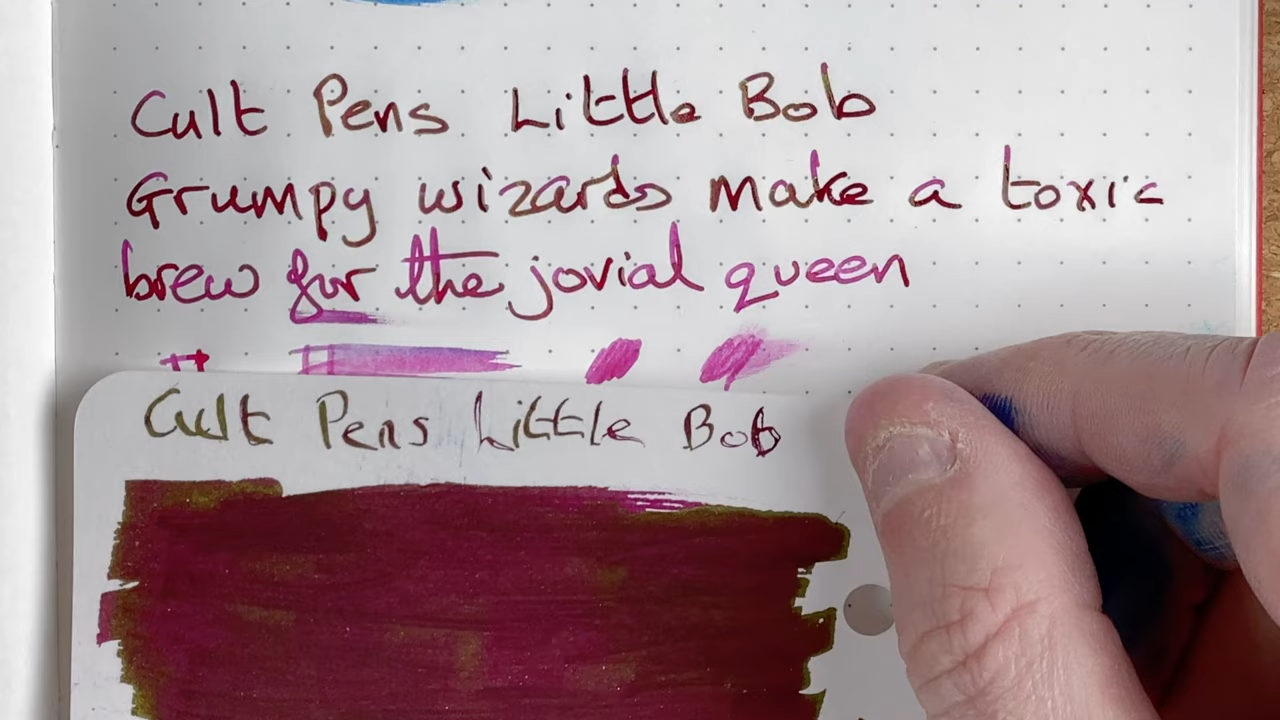 Cult Pens Little Bob
Grumpy wizards make a toxic
brew for the jovial queen
Cult Pens Little Bob